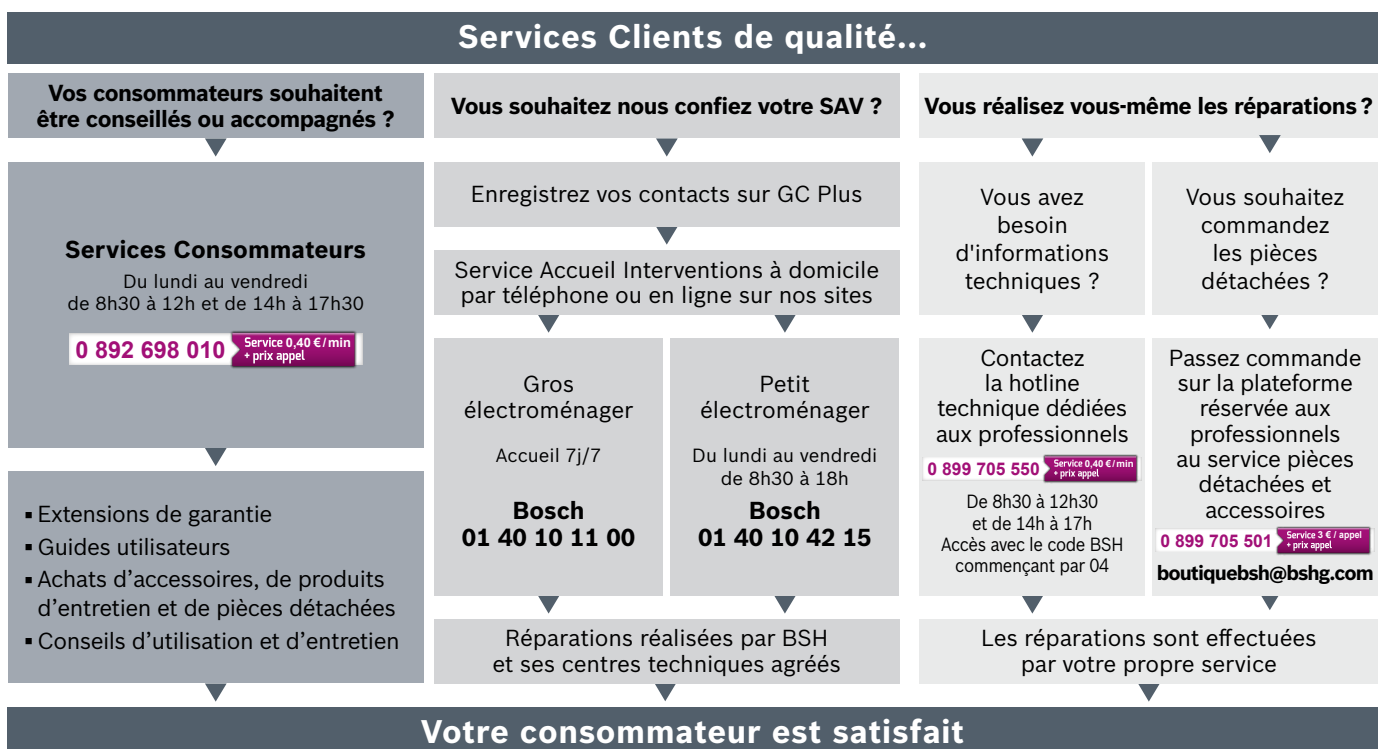 Services Clients de qualité...
Vos consommateurs souhaitent
être conseillés ou accompagnés ?
Services Consommateurs
Du lundi au vendredi
de 8h30 à 12h et de 14h à 17h30
0 892 698 010 Service 0,40 € / min
+ prix appel
▪ Extensions de garantie
▪ Guides utilisateurs
▪ Achats d’accessoires, de produits
d’entretien et de pièces détachées
▪ Conseils d’utilisation et d’entretien
Vous souhaitez nous confiez votre SAV ?
Enregistrez vos contacts sur GC Plus
Service Accueil Interventions à domicile
par téléphone ou en ligne sur nos sites
Gros
électroménager
Accueil 7j/7
Bosch
01 40 10 11 00
Petit
électroménager
Du lundi au vendredi
de 8h30 à 18h
Bosch
01 40 10 42 15
Réparations réalisées par BSH
et ses centres techniques agréés
Vous réalisez vous-même les réparations ?
Vous avez
besoin
d'informations
techniques ?
Contactez
la hotline
technique dédiées
aux professionnels
0 899 705 550 Service 0,40 € / min
+ prix appel
De 8h30 à 12h30
et de 14h à 17h
Accès avec le code BSH
commençant par 04
Vous souhaitez
commandez
les pièces
détachées ?
Passez commande
sur la plateforme
réservée aux
professionnels
au service pièces
détachées et
accessoires
0 899 705 501 Service 3 € / appel
+ prix appel
boutiquebsh@bshg.com
Les réparations sont effectuées
par votre propre service
Votre consommateur est satisfait